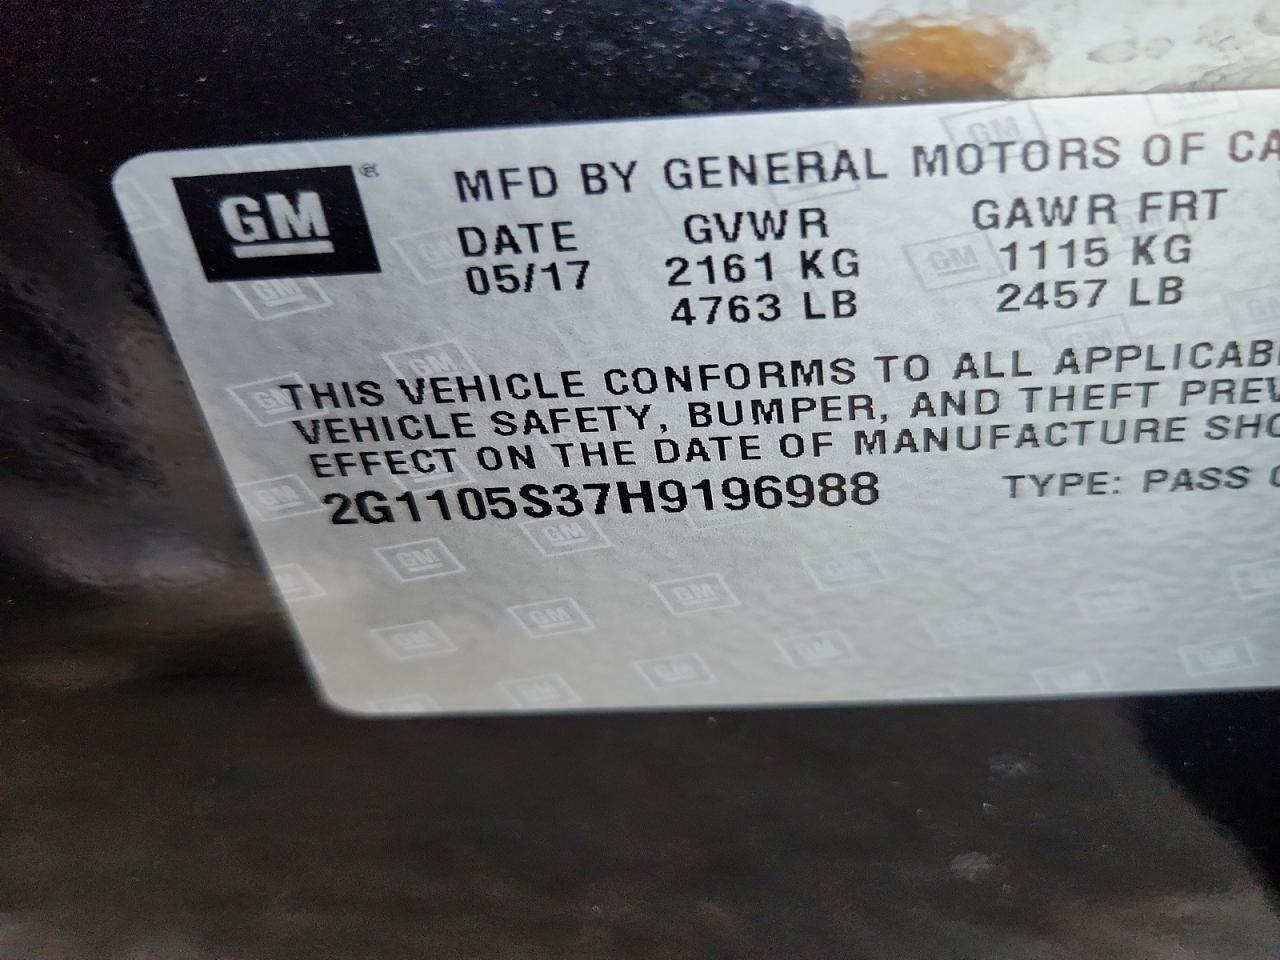 GM ®
MFD BY GENERAL MOTORS OF CA
DATE GVWR GAWR FRT
05/17 2161 KG 1115 KG
4763 LB 2457 LB
THIS VEHICLE CONFORMS TO ALL APPLICAB
VEHICLE SAFETY, BUMPER, AND THEFT PREV
EFFECT ON THE DATE OF MANUFACTURE SHO
2G1105S37H9196988 TYPE: PASS C